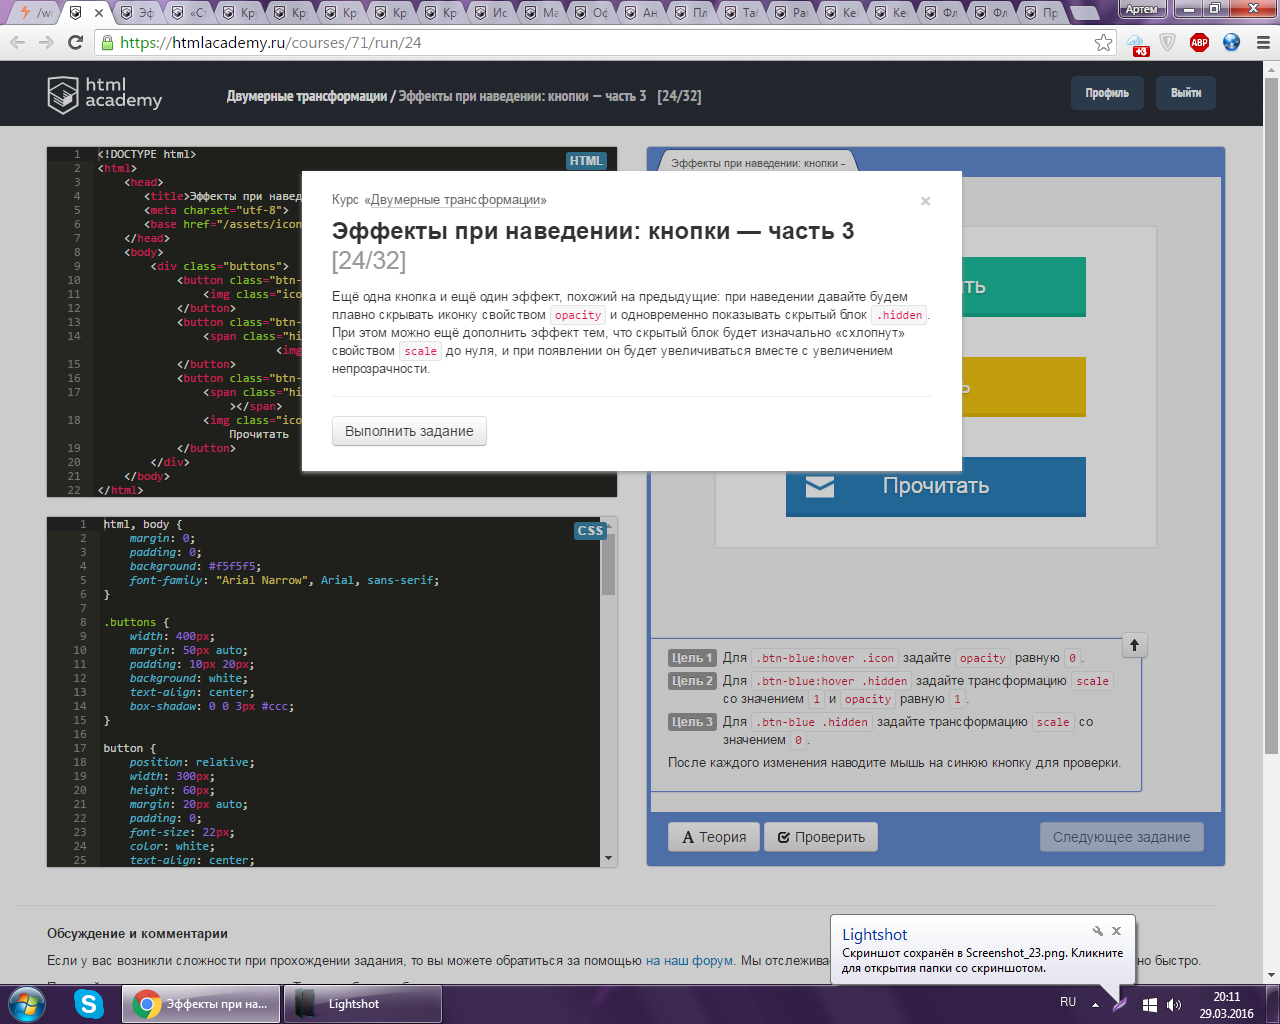 /w
Эф
«С
Кру
Кру
Кру
Кру
Кру
Ис
Ма
Оф
Ан
Пл
Таб
Ра
Ке
Ке
Фл
Фл
Пр
Артем
https://htmlacademy.ru/courses/71/run/24
+3
ABP
html
academy
Двумерные трансформации / Эффекты при наведении: кнопки — часть 3 [24/32]
Профиль
Выйти
HTML
1 <!DOCTYPE html>
2 <html>
3 <head>
4 <title>Эффекты при навед
5 <meta charset="utf-8">
6 <base href="/assets/icon
7 </head>
8 <body>
9 <div class="buttons">
10 <button class="btn-
11 <img class="ico
12 </button>
13 <button class="btn-
14 <span class="hi
<img
15 </button>
16 <button class="btn-
17 <span class="hi
></span>
18 <img class="ico
Прочитать
19 </button>
20 </div>
21 </body>
22 </html>
Эффекты при наведении: кнопки –
Курс «Двумерные трансформации»
×
Эффекты при наведении: кнопки — часть 3
[24/32]
Ещё одна кнопка и ещё один эффект, похожий на предыдущие: при наведении давайте будем
плавно скрывать иконку свойством opacity и одновременно показывать скрытый блок .hidden.
При этом можно ещё дополнить эффект тем, что скрытый блок будет изначально «схлопнут»
свойством scale до нуля, и при появлении он будет увеличиваться вместе с увеличением
непрозрачности.
Выполнить задание
ть
ь
Прочитать
CSS
1 html, body {
2 margin: 0;
3 padding: 0;
4 background: #f5f5f5;
5 font-family: "Arial Narrow", Arial, sans-serif;
6 }
7
8 .buttons {
9 width: 400px;
10 margin: 50px auto;
11 padding: 10px 20px;
12 background: white;
13 text-align: center;
14 box-shadow: 0 0 3px #ccc;
15 }
16
17 button {
18 position: relative;
19 width: 300px;
20 height: 60px;
21 margin: 20px auto;
22 padding: 0;
23 font-size: 22px;
24 color: white;
25 text-align: center;
Цель 1 Для .btn-blue:hover .icon задайте opacity равную 0.
Цель 2 Для .btn-blue:hover .hidden задайте трансформацию scale
со значением 1 и opacity равную 1.
Цель 3 Для .btn-blue .hidden задайте трансформацию scale со
значением 0.
После каждого изменения наводите мышь на синюю кнопку для проверки.
Теория
Проверить
Следующее задание
Обсуждение и комментарии
Если у вас возникли сложности при прохождении задания, то вы можете обратиться за помощью на наш форум. Мы отслежива
но быстро.
Lightshot
Скриншот сохранён в Screenshot_23.png. Кликните
для открытия папки со скриншотом.
Эффекты при на...
Lightshot
RU
20:11
29.03.2016